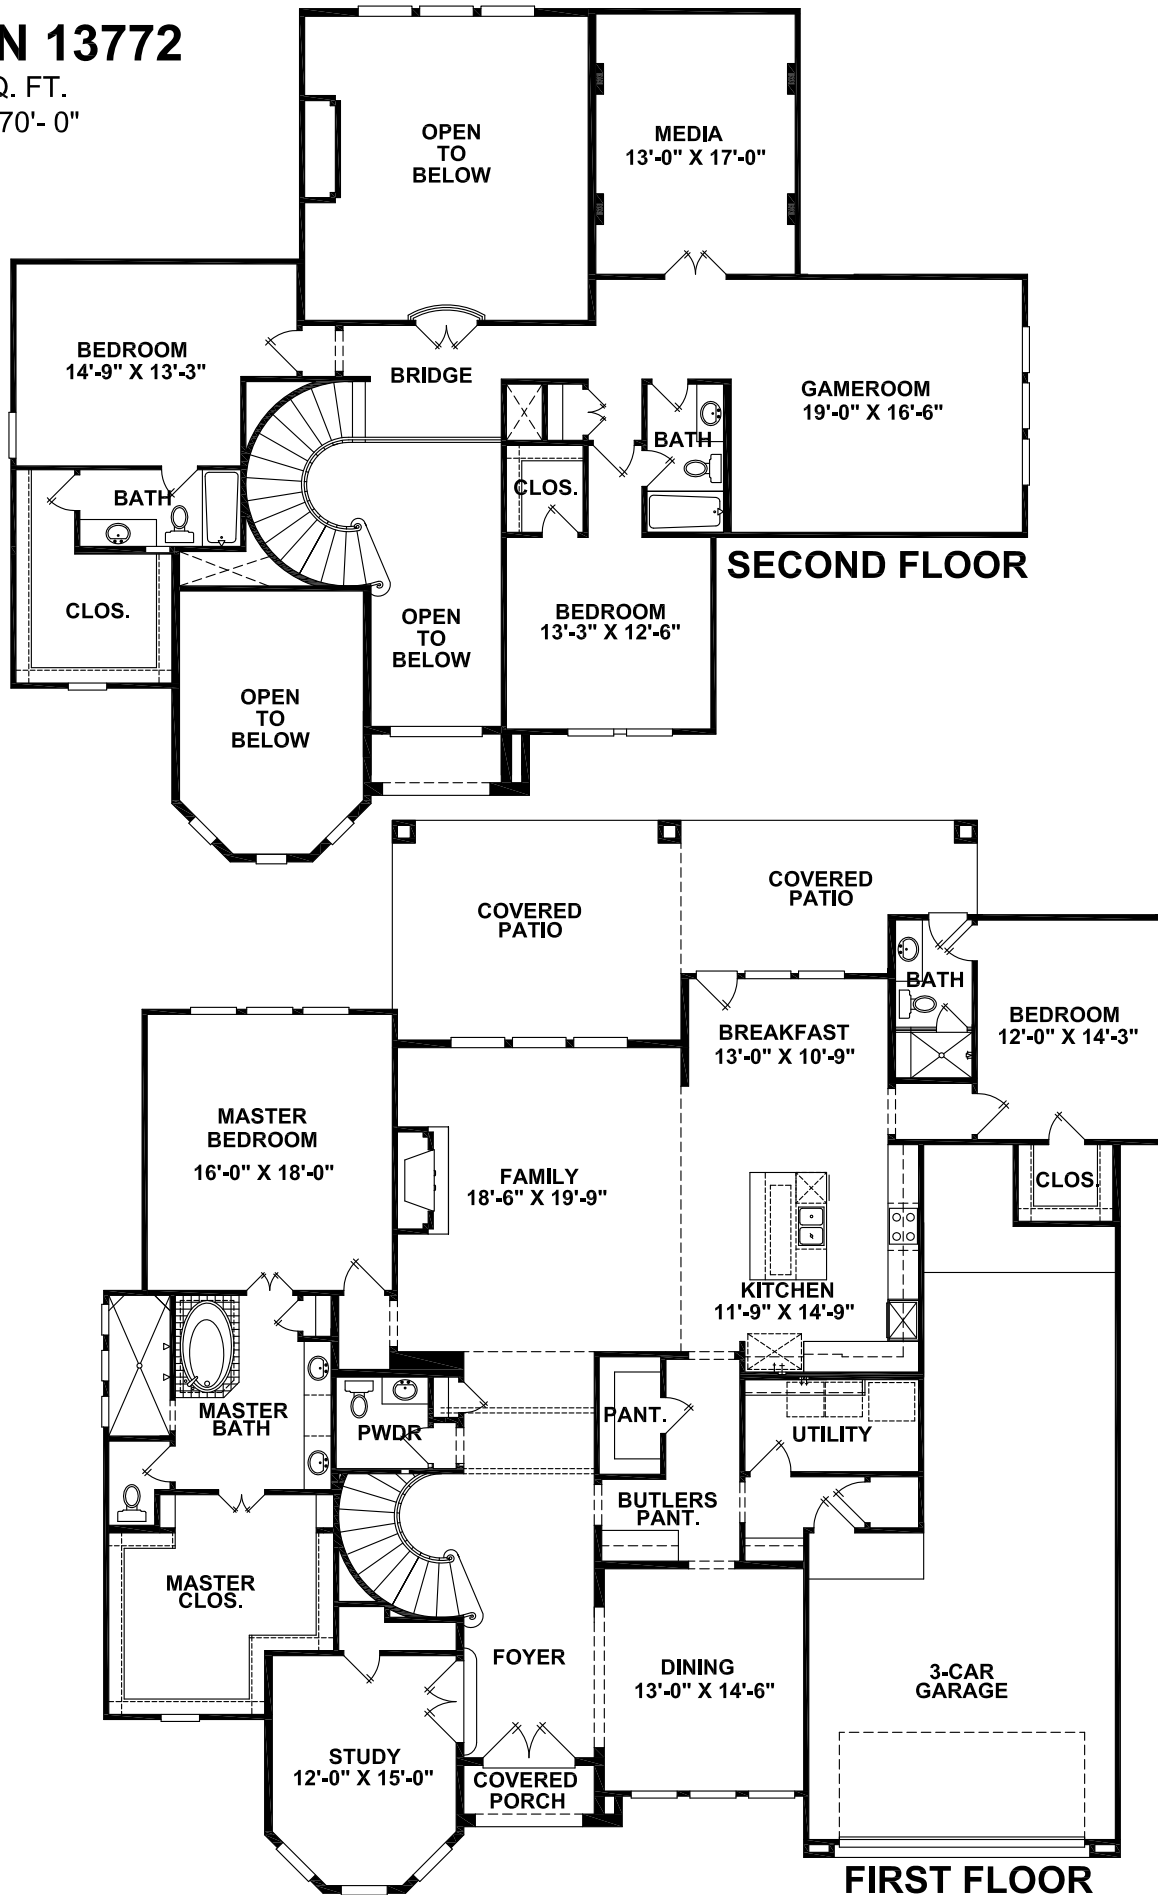 N 13772
Q. FT.
70'- 0"
OPEN
TO
BELOW
MEDIA
13'-0" X 17'-0"
BEDROOM
14'-9" X 13'-3"
BRIDGE
GAMEROOM
19'-0" X 16'-6"
BATH
CLOS.
BATH
SECOND FLOOR
CLOS.
BEDROOM
13'-3" X 12'-6"
OPEN
TO
BELOW
OPEN
TO
BELOW
COVERED
PATIO
COVERED
PATIO
BATH
BEDROOM
12'-0" X 14'-3"
BREAKFAST
13'-0" X 10'-9"
MASTER
BEDROOM
16'-0" X 18'-0"
FAMILY
18'-6" X 19'-9"
CLOS.
KITCHEN
11'-9" X 14'-9"
MASTER
BATH
PWDR
PANT.
UTILITY
BUTLERS
PANT.
MASTER
CLOS.
FOYER
DINING
13'-0" X 14'-6"
3-CAR
GARAGE
STUDY
12'-0" X 15'-0"
COVERED
PORCH
FIRST FLOOR